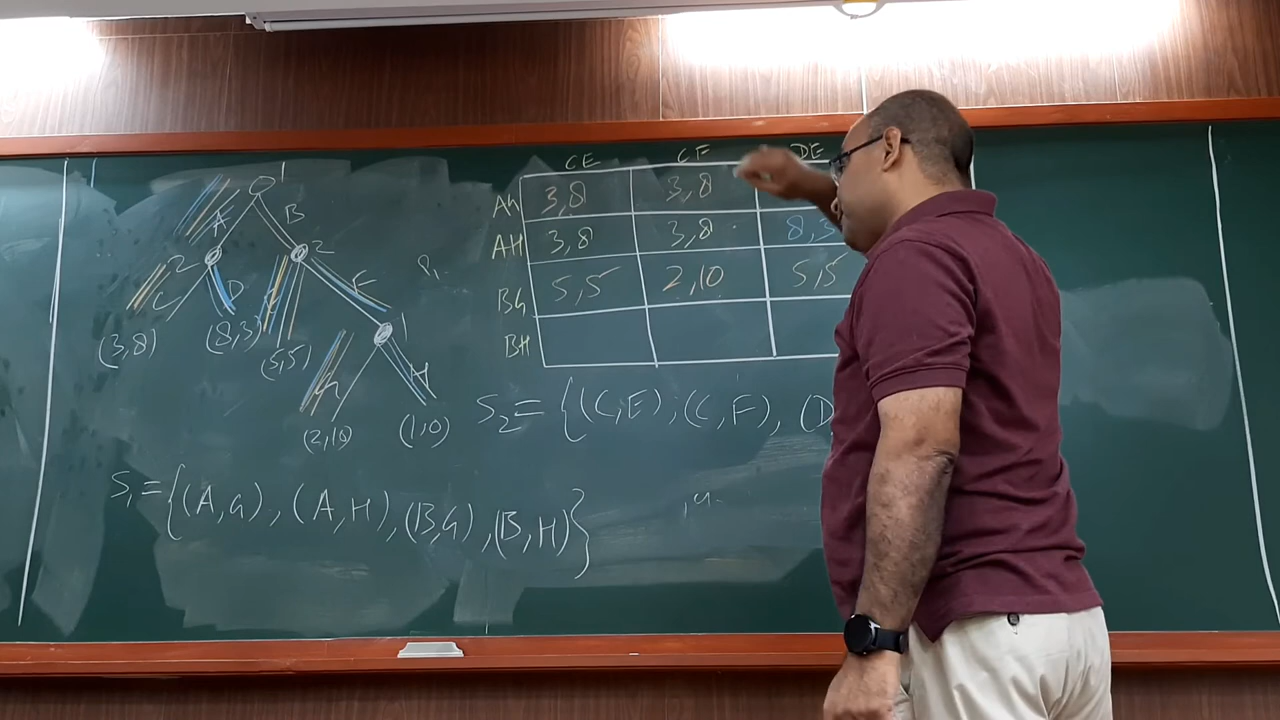 1
A B
2 2
C D E F
(3,8) (8,3) (5,5) 1
G H
(2,10) (1,0)
CE CF DE
AG 3,8 3,8
AH 3,8 3,8 8,3
BG 5,5 2,10 5,5
BH
S₂ = {(C,E), (C,F), (D
S₁ = {(A,G), (A,H), (B,G), (B,H)}